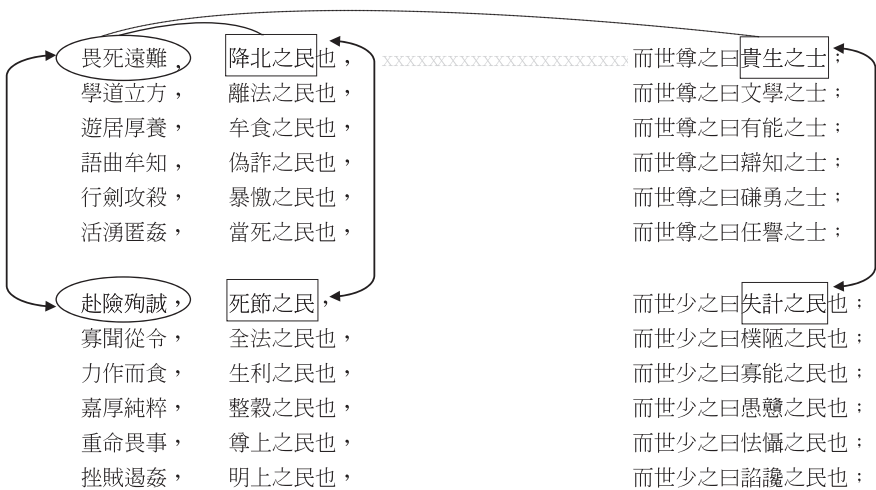 畏死遠難， 降北之民也， xxxxxxxxxxxxxxxxxxxxxxx 而世尊之曰貴生之士；
學道立方， 離法之民也， 而世尊之曰文學之士；
遊居厚養， 牟食之民也， 而世尊之曰有能之士；
語曲牟知， 偽詐之民也， 而世尊之曰辯知之士；
行劍攻殺， 暴憿之民也， 而世尊之曰磏勇之士；
活湧匿姦， 當死之民也， 而世尊之曰任譽之士；
赴險殉誠， 死節之民， 而世少之曰失計之民也；
寡聞從令， 全法之民也， 而世少之曰樸陋之民也；
力作而食， 生利之民也， 而世少之曰寡能之民也；
嘉厚純粹， 整穀之民也， 而世少之曰愚戇之民也；
重命畏事， 尊上之民也， 而世少之曰怯懾之民也；
挫賊遏姦， 明上之民也， 而世少之曰諂讒之民也；